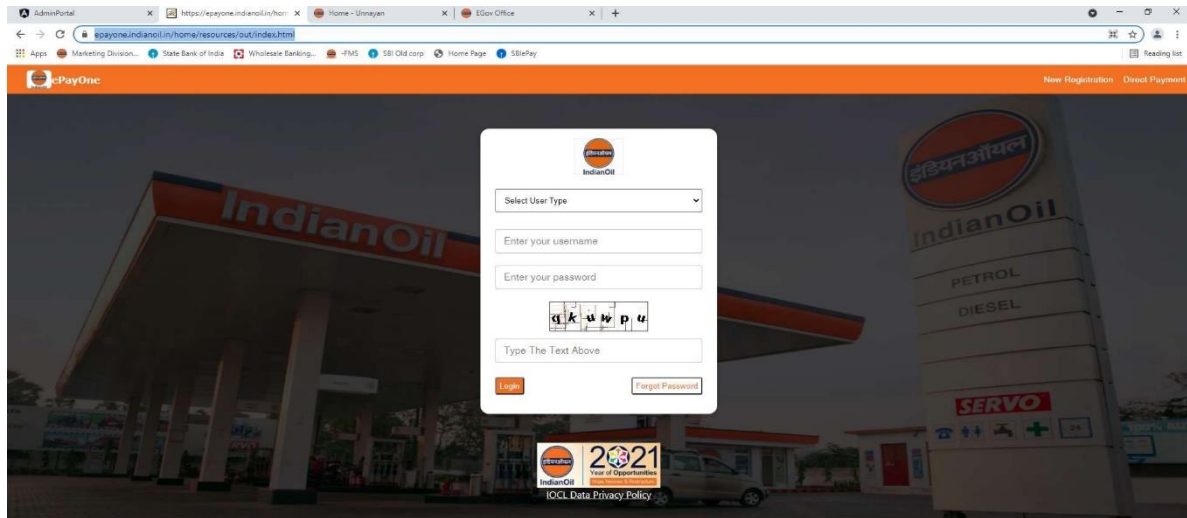 AdminPortal
https://epayone.indianoil.in/hom
Home - Unnayan
EGov Office
epayone.indianoil.in/home/resources/out/index.html
Apps
Marketing Division...
State Bank of India
Wholesale Banking...
-FMS
SBI Old corp
Home Page
SBIePay
Reading list
ePayOne
New Registration
Direct Payment
इंडियनऑयल
IndianOil
Select User Type
Enter your username
Enter your password
qkuwpu
Type The Text Above
Login
Forgot Password
IndianOil
इंडियनऑयल
IndianOil
PETROL
DIESEL
SERVO
24
इंडियनऑयल
IndianOil
2021
Year of Opportunities
IOCL Data Privacy Policy